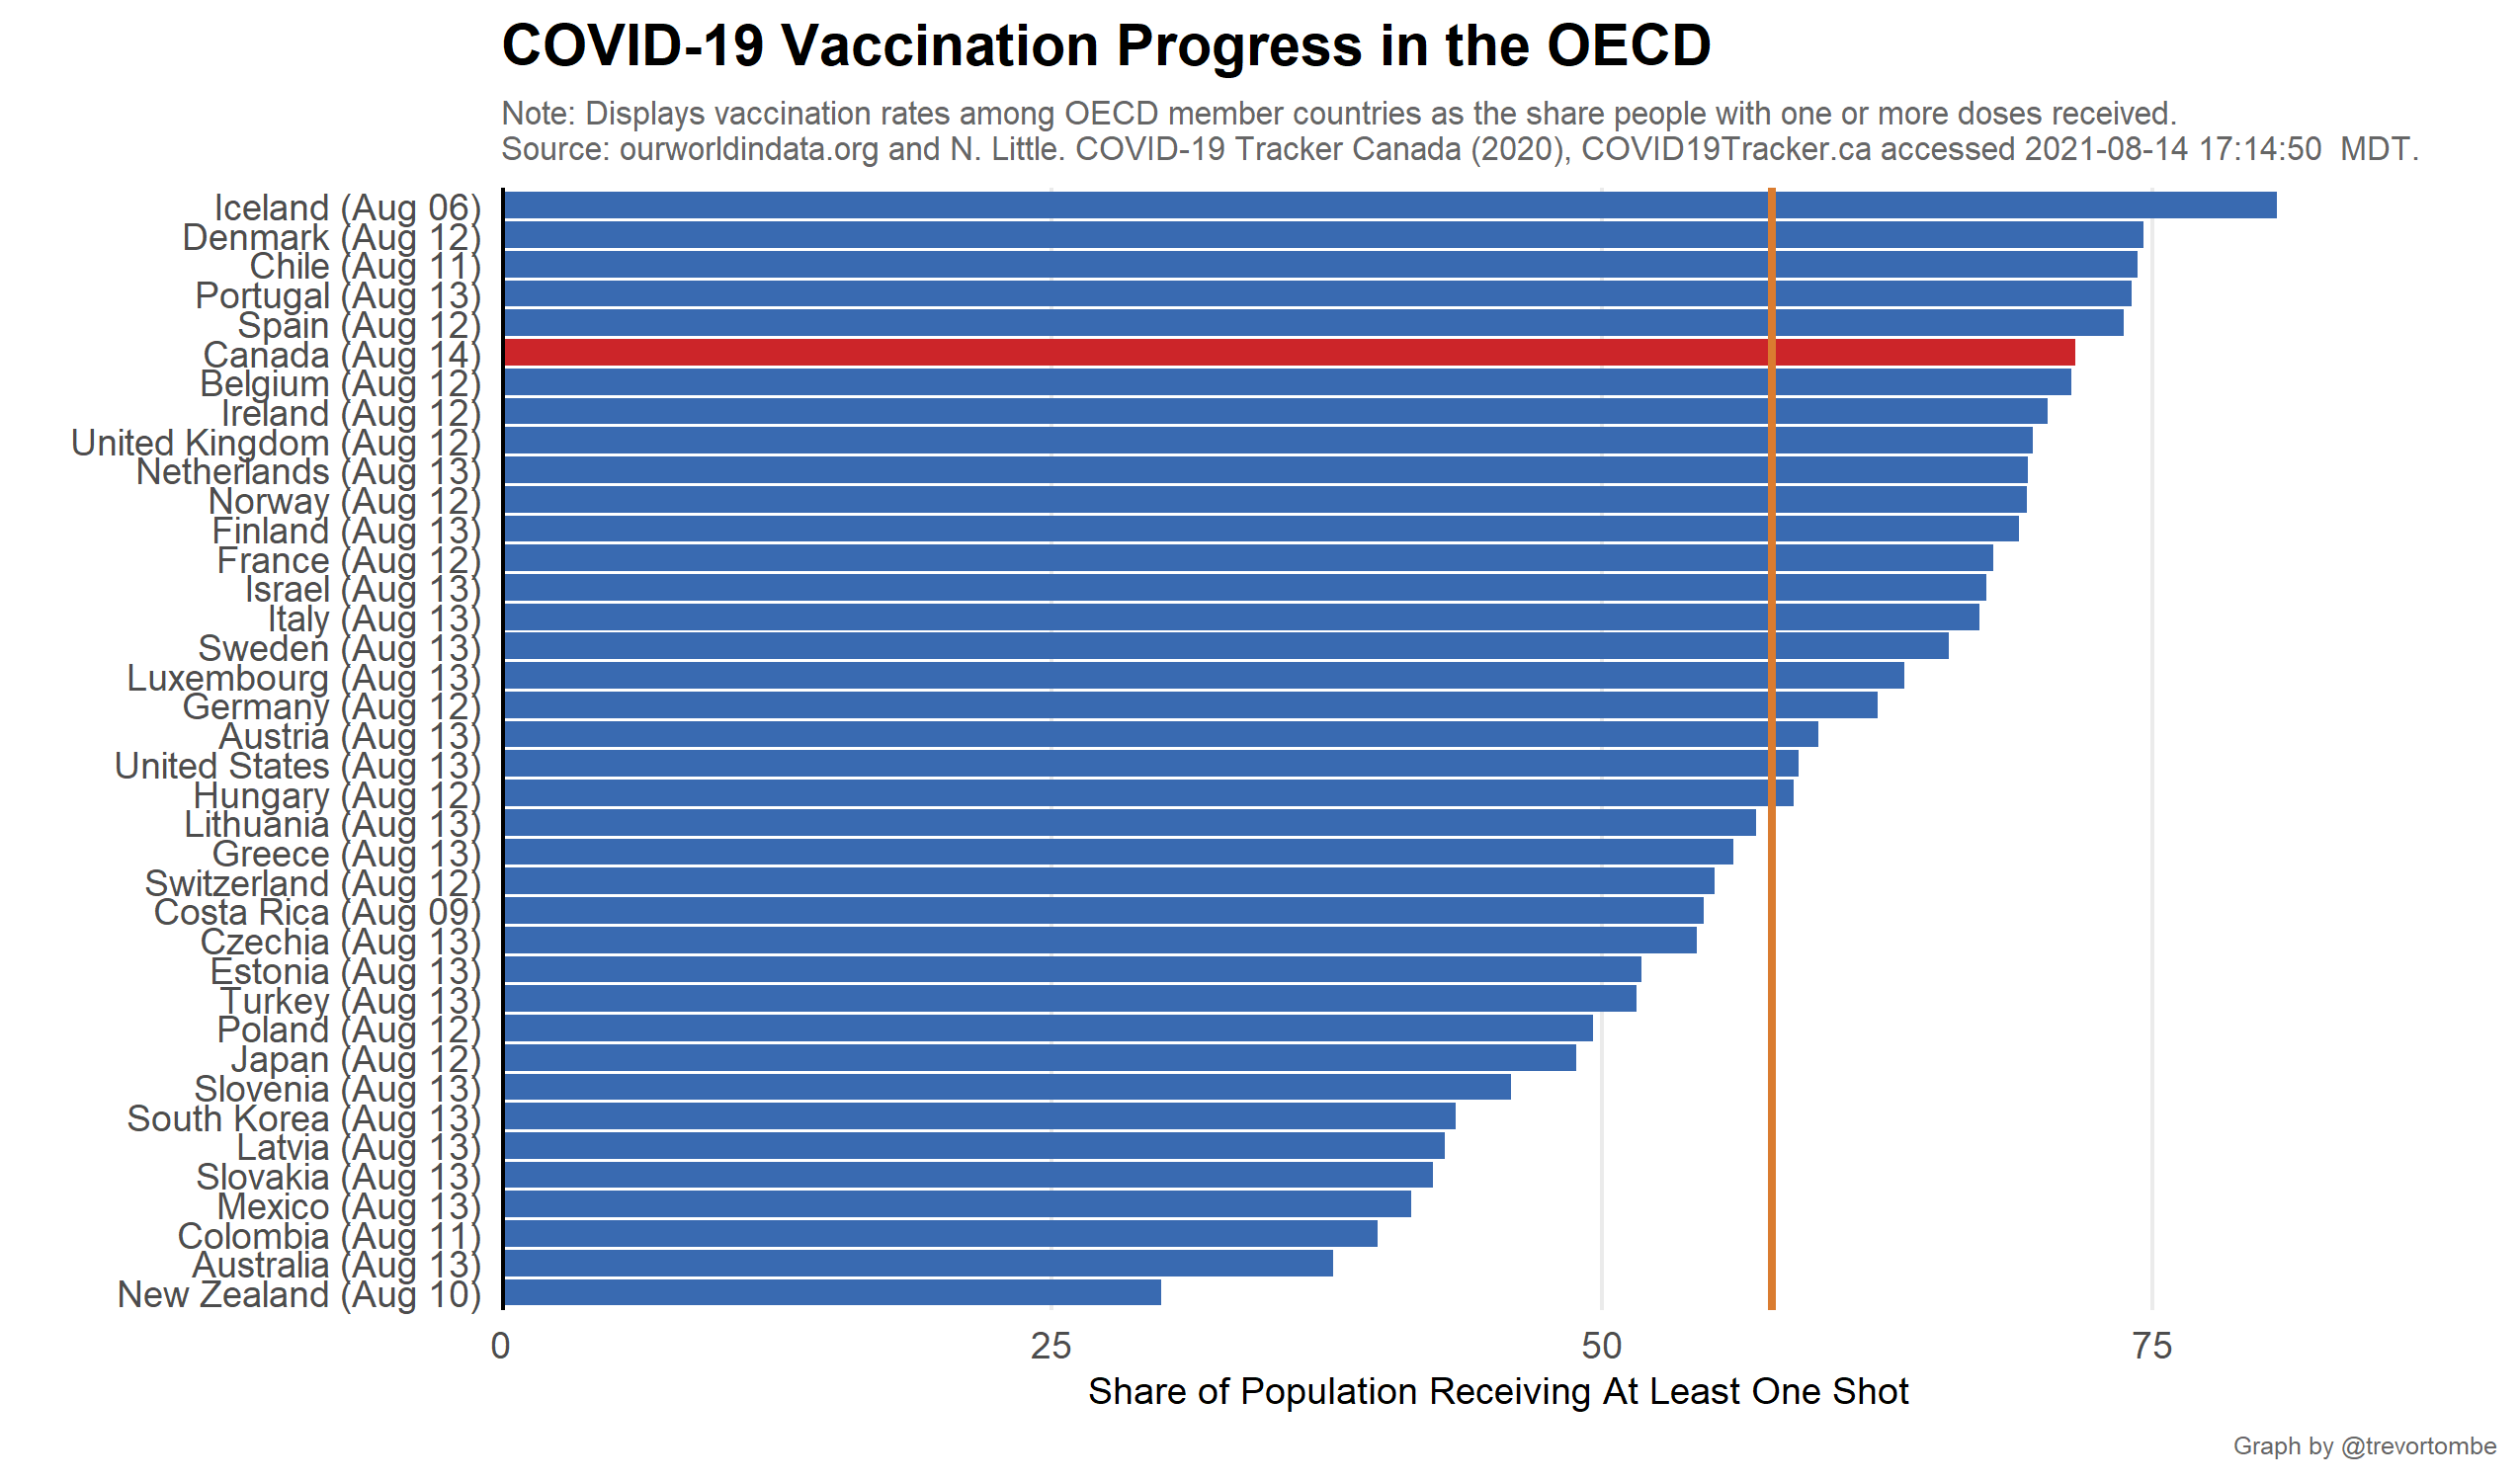 COVID-19 Vaccination Progress in the OECD
Note: Displays vaccination rates among OECD member countries as the share people with one or more doses received.
Source: ourworldindata.org and N. Little. COVID-19 Tracker Canada (2020), COVID19Tracker.ca accessed 2021-08-14 17:14:50  MDT.
Iceland (Aug 06)
Denmark (Aug 12)
Chile (Aug 11)
Portugal (Aug 13)
Spain (Aug 12)
Canada (Aug 14)
Belgium (Aug 12)
Ireland (Aug 12)
United Kingdom (Aug 12)
Netherlands (Aug 13)
Norway (Aug 12)
Finland (Aug 13)
France (Aug 12)
Israel (Aug 13)
Italy (Aug 13)
Sweden (Aug 13)
Luxembourg (Aug 13)
Germany (Aug 12)
Austria (Aug 13)
United States (Aug 13)
Hungary (Aug 12)
Lithuania (Aug 13)
Greece (Aug 13)
Switzerland (Aug 12)
Costa Rica (Aug 09)
Czechia (Aug 13)
Estonia (Aug 13)
Turkey (Aug 13)
Poland (Aug 12)
Japan (Aug 12)
Slovenia (Aug 13)
South Korea (Aug 13)
Latvia (Aug 13)
Slovakia (Aug 13)
Mexico (Aug 13)
Colombia (Aug 11)
Australia (Aug 13)
New Zealand (Aug 10)
0 25 50 75
Share of Population Receiving At Least One Shot
Graph by @trevortombe